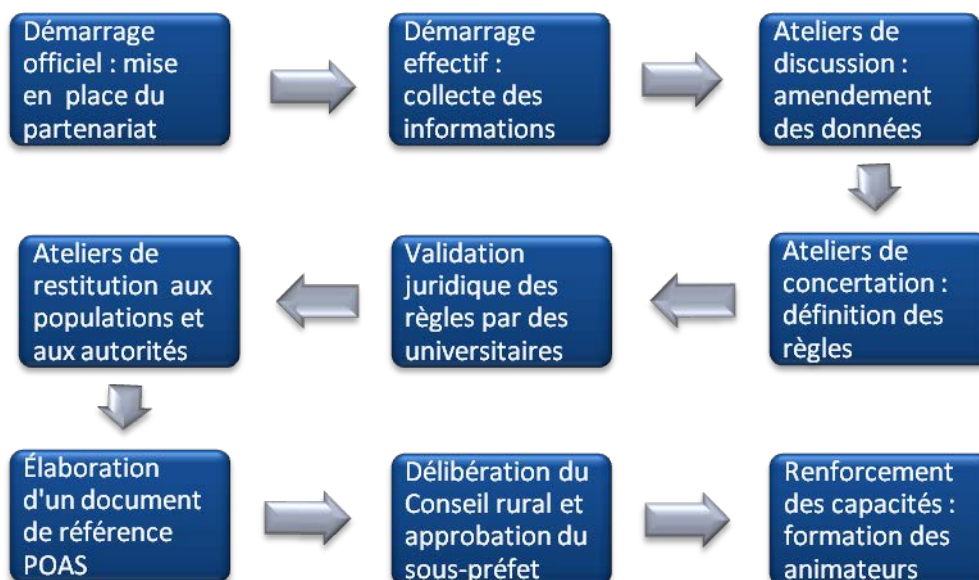 Démarrage
officiel : mise
en place du
partenariat
Démarrage
effectif :
collecte des
informations
Ateliers de
discussion :
amendement
des données
Ateliers de
concertation :
définition des
règles
Validation
juridique des
règles par des
universitaires
Ateliers de
restitution aux
populations et
aux autorités
Élaboration
d'un document
de référence
POAS
Délibération du
Conseil rural et
approbation du
sous-préfet
Renforcement
des capacités :
formation des
animateurs